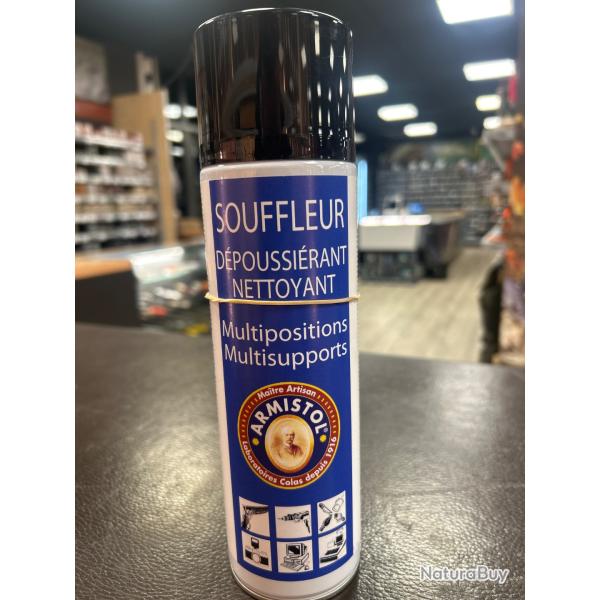 SOUFFLEUR
DÉPOUSSIÉRANT
NETTOYANT
Multipositions
Multisupports
Maître Artisan
ARMISTOL®
Laboratoires Colas depuis 1916
NaturaBuy